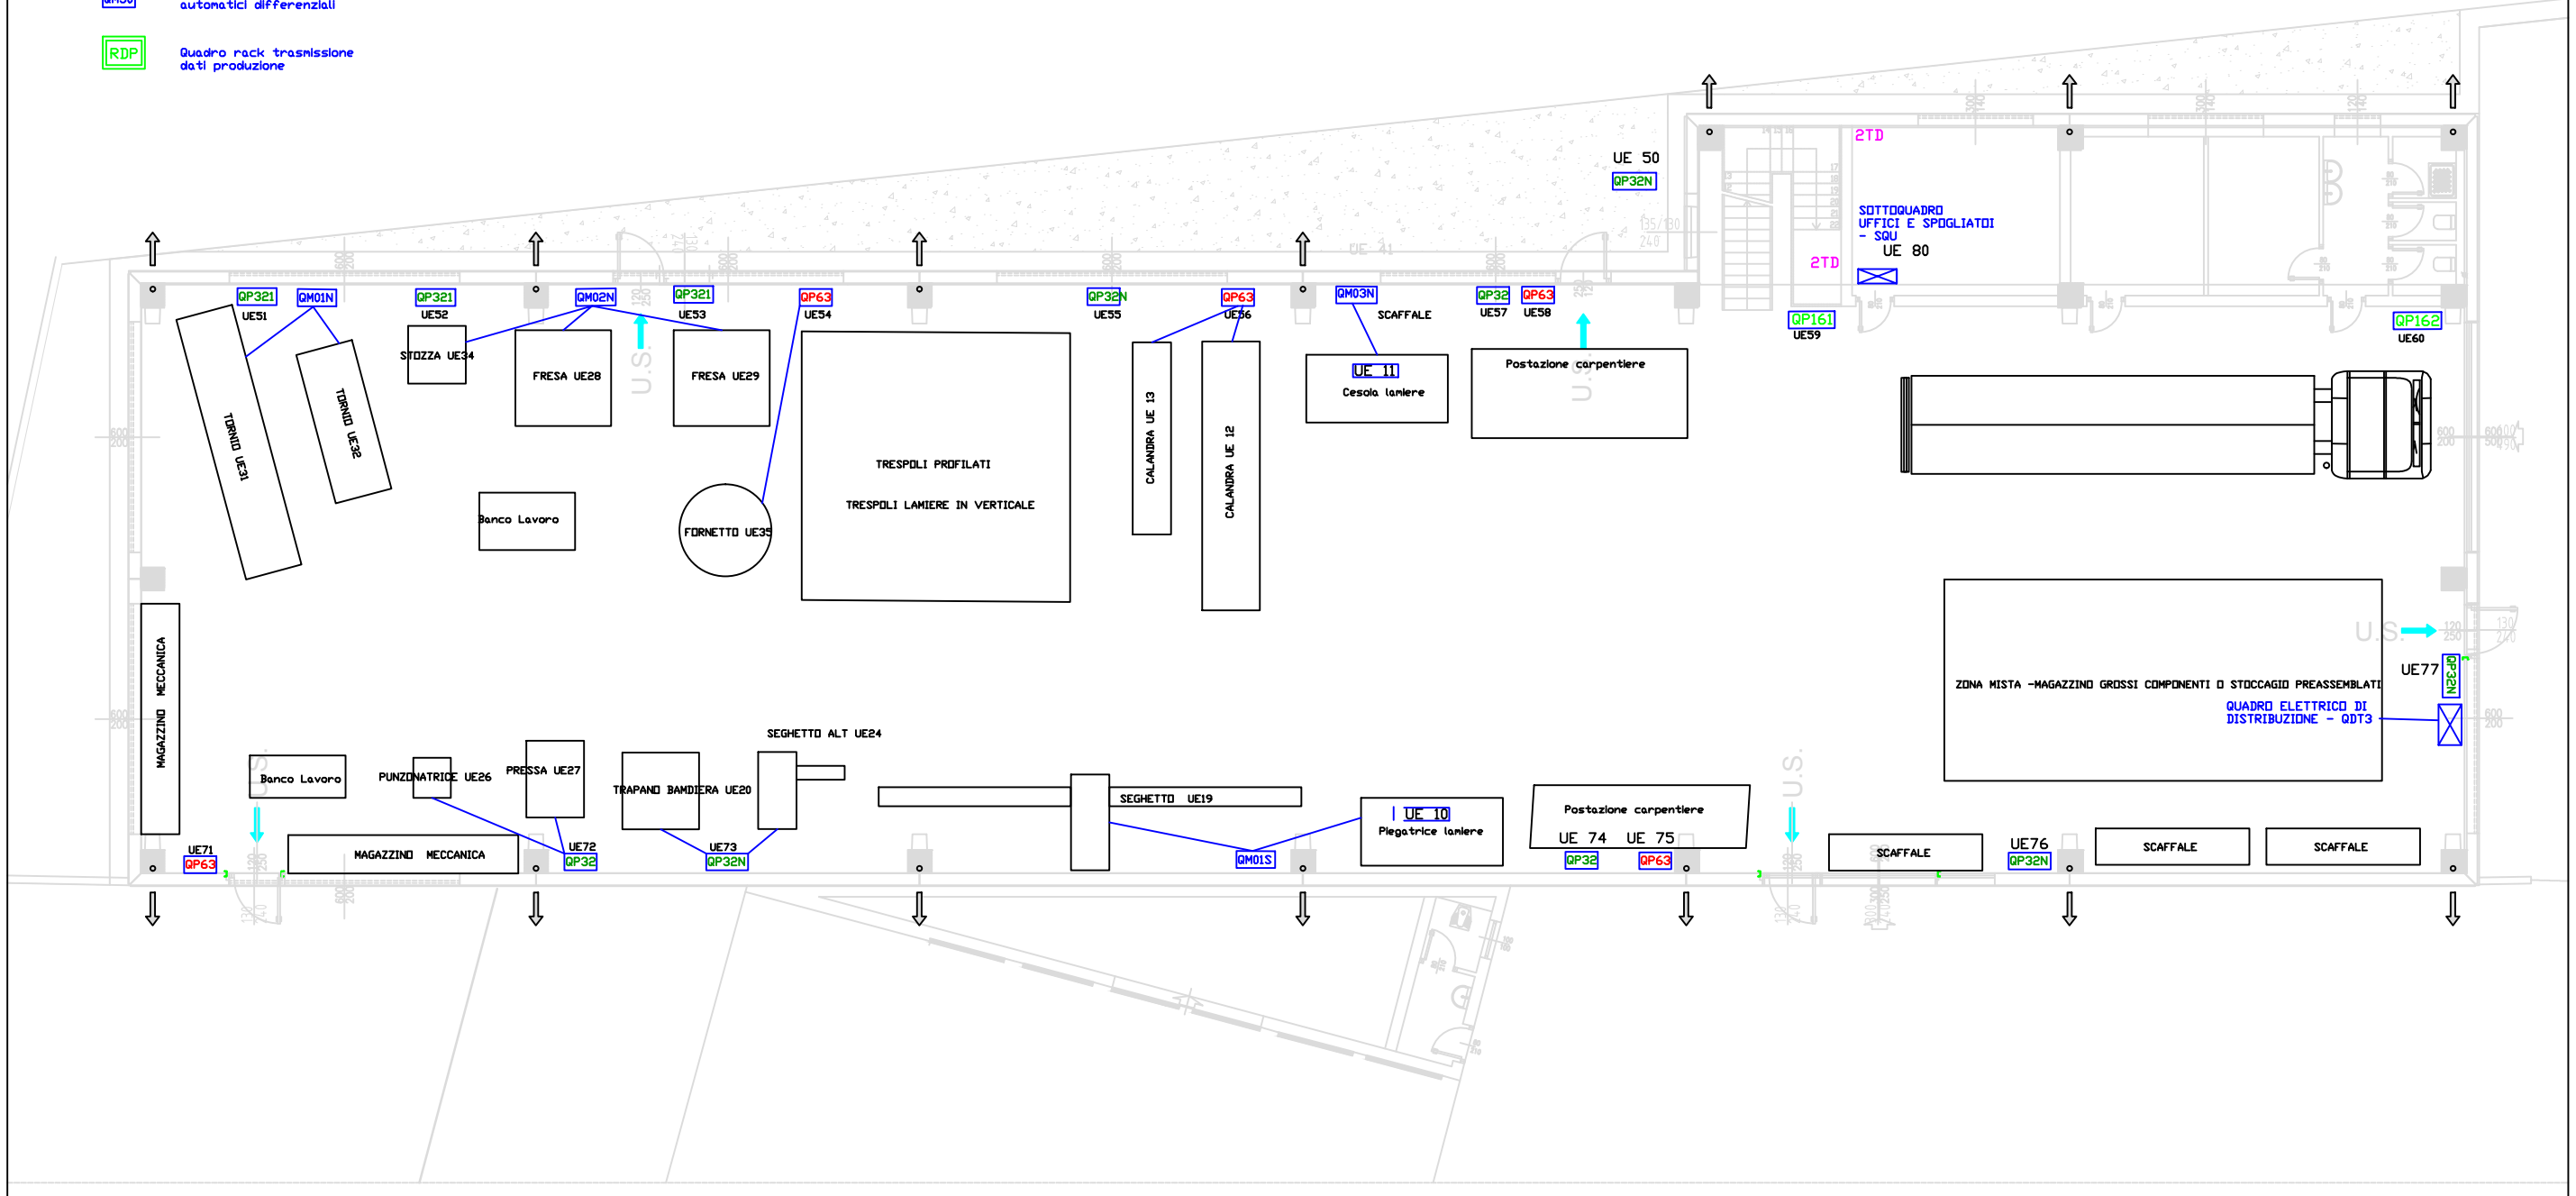 automatici differenziali
RDP
Quadro rack trasmissione
dati produzione
2TD
UE 50
QP32N
SOTTOQUADRO
UFFICI E SPOGLIATOI
- SQU
UE 80
2TD
135/130
240
UE 41
QP321
UE51
QM01N
QP321
UE52
QM02N
QP321
UE53
QP63
UE54
QP32N
UE55
QP63
UE56
QM03N
SCAFFALE
QP32
UE57
QP63
UE58
QP161
UE59
QP162
UE60
TORNIO UE31
TORNIO UE32
STOZZA UE34
FRESA UE28
U.S.
FRESA UE29
Banco Lavoro
FORNETTO UE35
TRESPOLI PROFILATI
TRESPOLI LAMIERE IN VERTICALE
CALANDRA UE 13
CALANDRA UE 12
UE 11
Cesoia lamiere
Postazione carpentiere
U.S.
U.S.
UE77
QP32N
ZONA MISTA -MAGAZZINO GROSSI COMPONENTI O STOCCAGIO PREASSEMBLATI
QUADRO ELETTRICO DI
DISTRIBUZIONE - QDT3
MAGAZZINO MECCANICA
U.S.
Banco Lavoro
PUNZONATRICE UE26
PRESSA UE27
TRAPANO BAMDIERA UE20
SEGHETTO ALT UE24
SEGHETTO UE19
UE 10
Piegatrice lamiere
Postazione carpentiere
U.S.
UE71
QP63
MAGAZZINO MECCANICA
UE72
QP32
UE73
QP32N
QM01S
UE 74
QP32
UE 75
QP63
SCAFFALE
UE76
QP32N
SCAFFALE
SCAFFALE